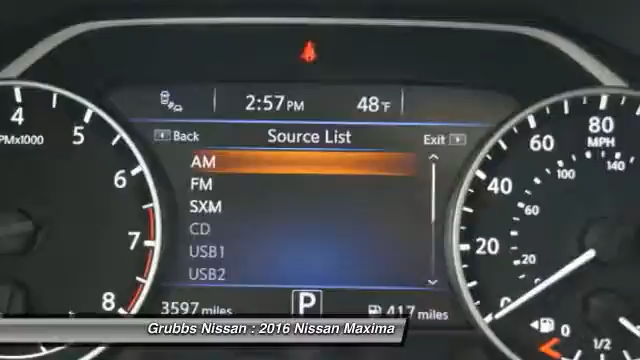 2:57PM 48°F
Back Source List Exit
AM
FM
SXM
CD
USB1
USB2
3597 miles P 417 miles
4
5
PMx1000
6
7
8
80
MPH
60
140
100
40
60
20
20
0
0
1/2
Grubbs Nissan : 2016 Nissan Maxima